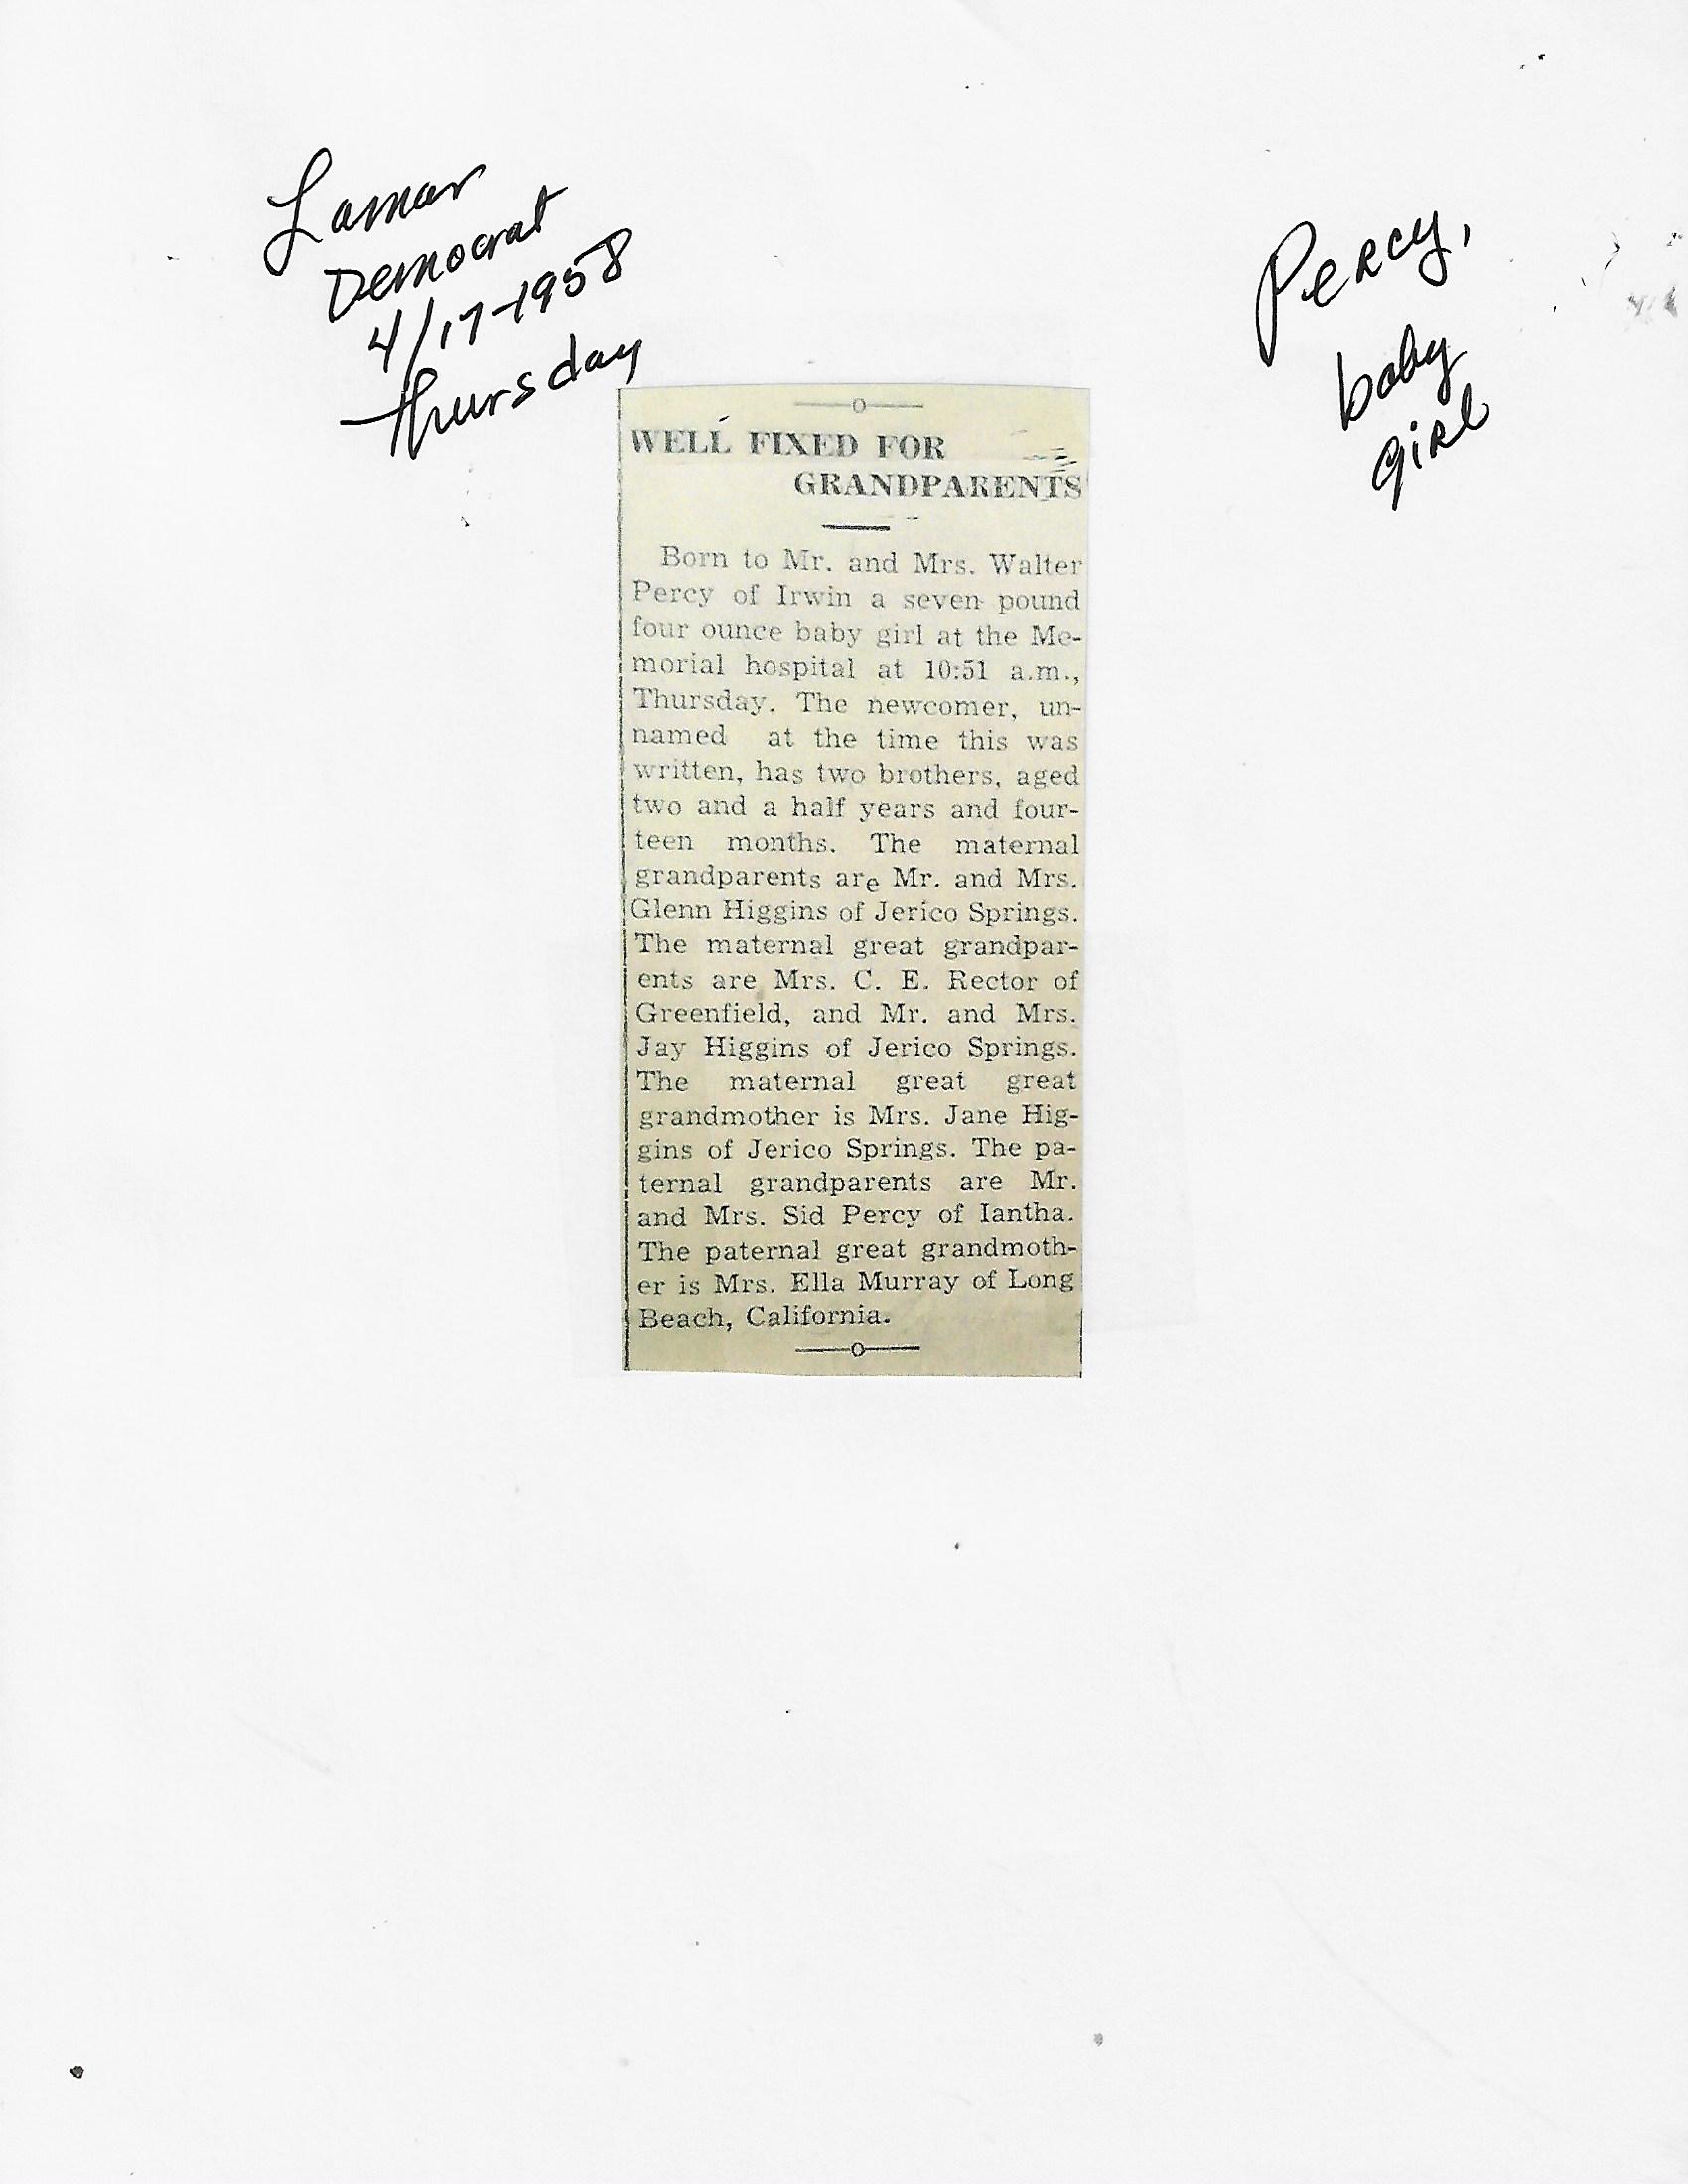 Lamar
Democrat
4/17-1958
Thursday
Percy,
baby
girl
WELL FIXED FOR
GRANDPARENTS
Born to Mr. and Mrs. Walter
Percy of Irwin a seven pound
four ounce baby girl at the Me-
morial hospital at 10:51 a.m.,
Thursday. The newcomer, un-
named at the time this was
written, has two brothers, aged
two and a half years and four-
teen months. The maternal
grandparents are Mr. and Mrs.
Glenn Higgins of Jerico Springs.
The maternal great grandpar-
ents are Mrs. C. E. Rector of
Greenfield, and Mr. and Mrs.
Jay Higgins of Jerico Springs.
The maternal great great
grandmother is Mrs. Jane Hig-
gins of Jerico Springs. The pa-
ternal grandparents are Mr.
and Mrs. Sid Percy of Iantha.
The paternal great grandmoth-
er is Mrs. Ella Murray of Long
Beach, California.